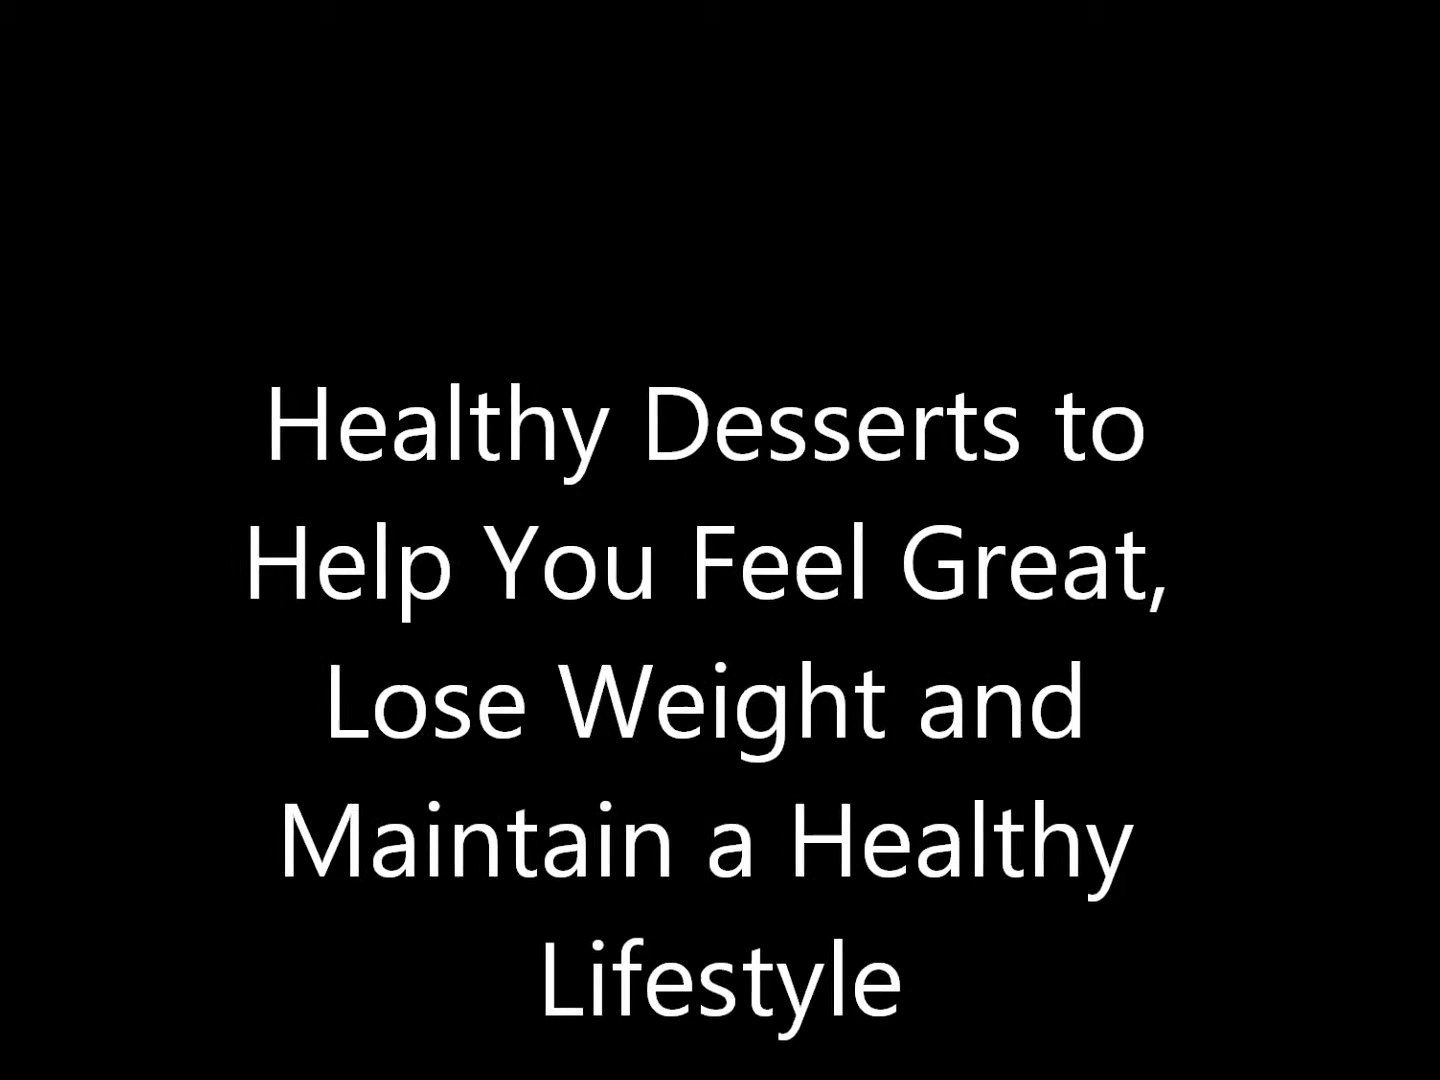 Healthy Desserts to
Help You Feel Great,
Lose Weight and
Maintain a Healthy
Lifestyle